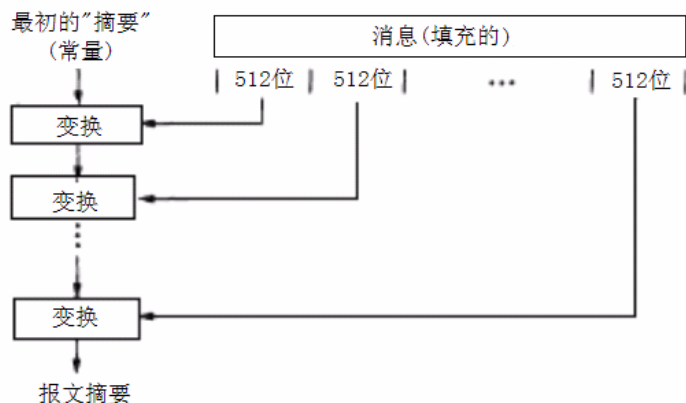 最初的"摘要"
(常量)
消息(填充的)
512位 512位 ··· 512位
变换
变换
变换
报文摘要